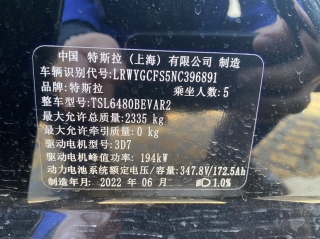 中国 特斯拉 (上海) 有限公司 制造
车辆识别代号: LRWYGCFS5NC396891
品牌: 特斯拉 乘坐人数: 5
整车型号: TSL6480BEVAR2
最大允许总质量: 2335 kg
最大允许牵引质量: 0 kg
驱动电机型号: 3D7
驱动电机峰值功率: 194kW
动力电池系统额定电压/容量: 347.8V/172.5Ah
制造年月: 2022 年 06 月 1.0%